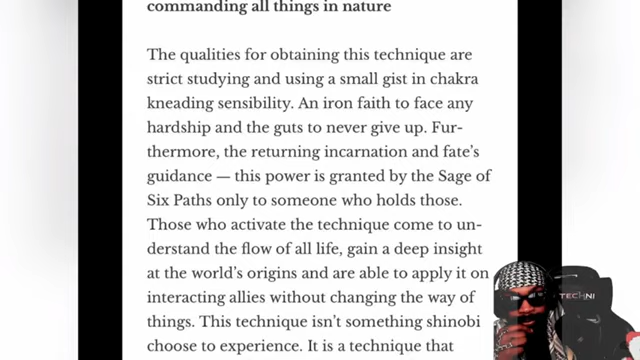 commanding all things in nature
The qualities for obtaining this technique are
strict studying and using a small gist in chakra
kneading sensibility. An iron faith to face any
hardship and the guts to never give up. Fur-
thermore, the returning incarnation and fate's
guidance — this power is granted by the Sage of
Six Paths only to someone who holds those.
Those who activate the technique come to un-
derstand the flow of all life, gain a deep insight
at the world's origins and are able to apply it on
interacting allies without changing the way of
things. This technique isn't something shinobi
choose to experience. It is a technique that
TECHNI